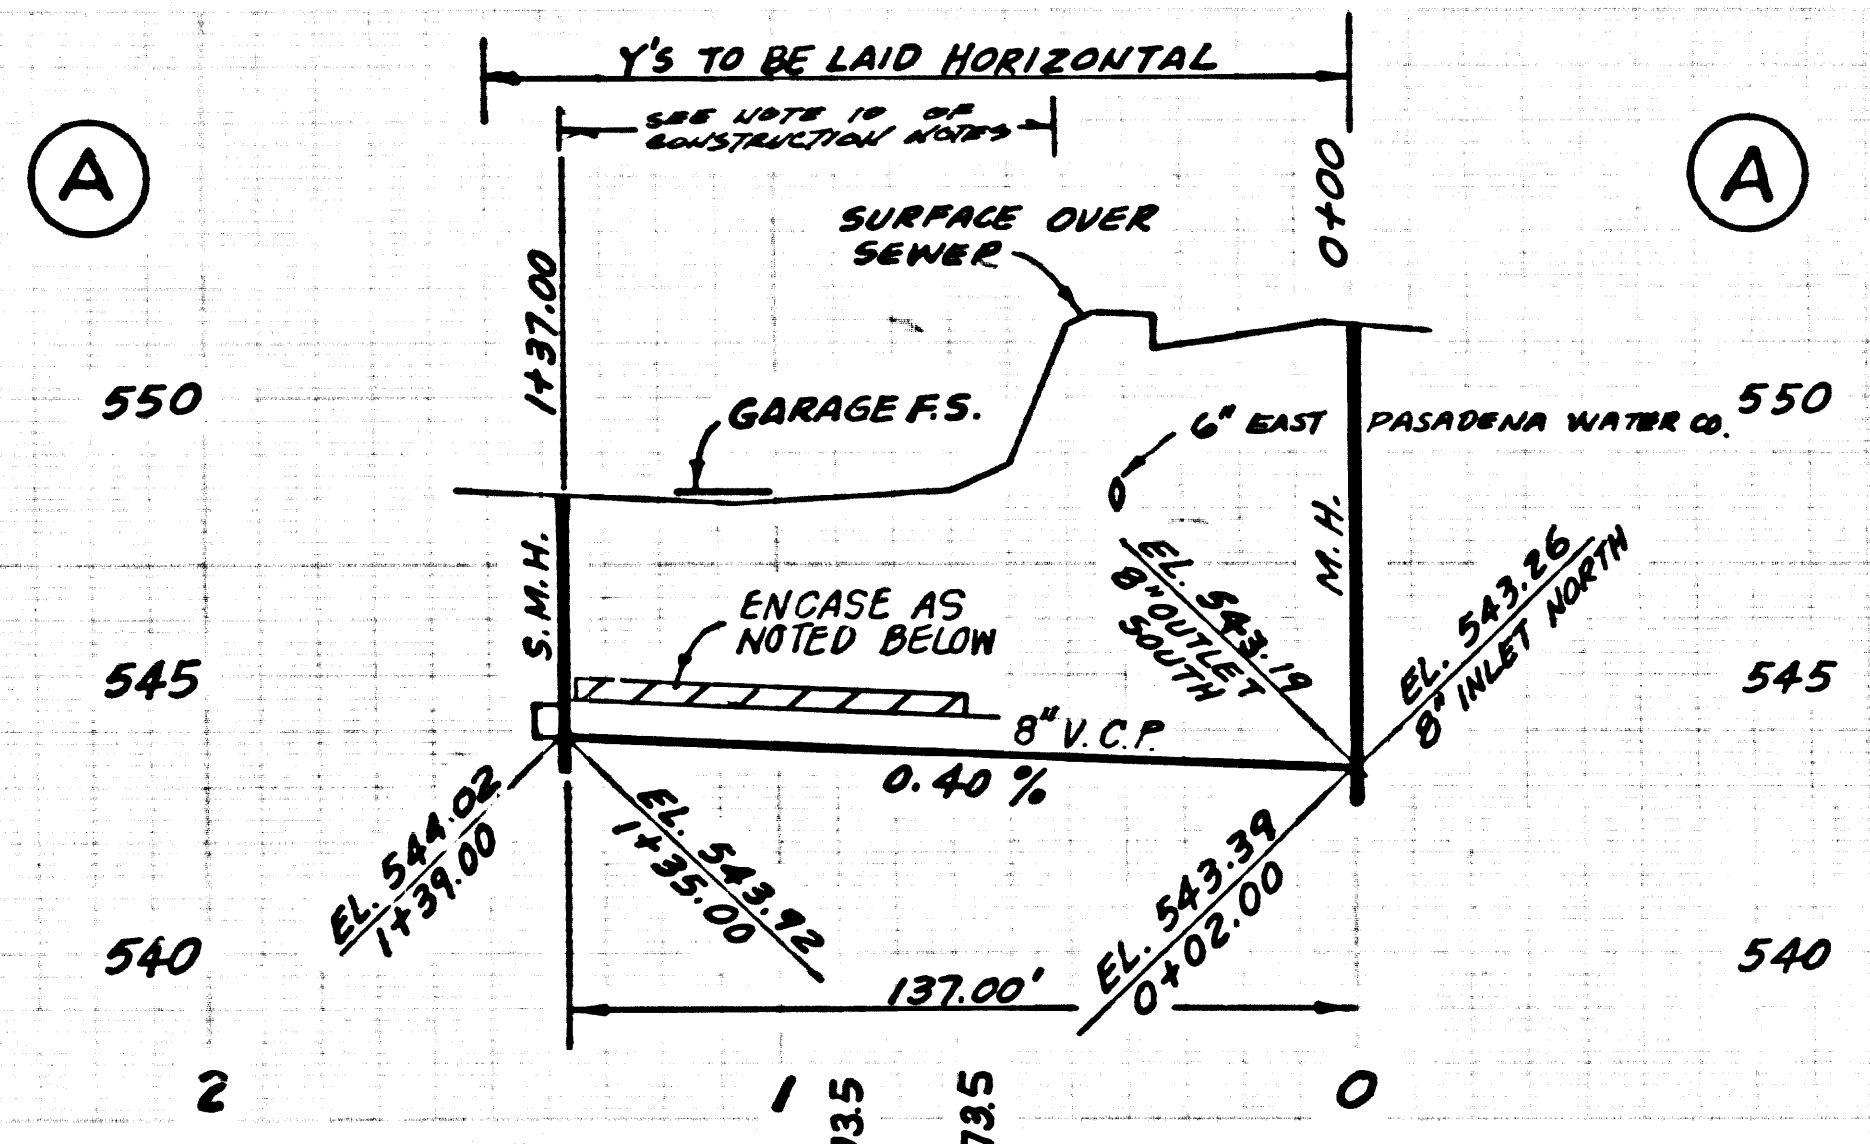 Y'S TO BE LAID HORIZONTAL
SEE NOTE 10 OF
CONSTRUCTION NOTES
A
A
0+00
1+37.00
SURFACE OVER
SEWER
550
GARAGE F.S.
6" EAST PASADENA WATER CO.
550
S.M.H.
M.H.
ENCASE AS
NOTED BELOW
EL. 543.19
8" OUTLET
SOUTH
EL. 543.26
8" INLET NORTH
545
545
8" V.C.P.
0.40 %
EL. 544.02
1+39.00
EL. 543.92
1+35.00
EL. 543.39
0+02.00
540
540
137.00'
2
1
0